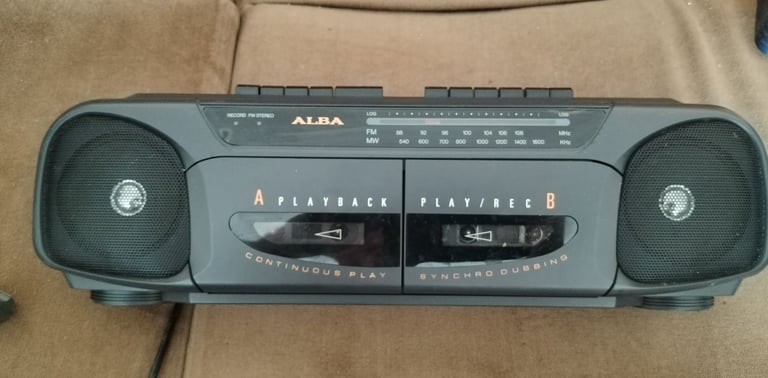 RECORD FM STEREO
ALBA
LOG LOG
FM 88 92 96 100 104 106 108 MHz
MW 540 600 700 800 1000 1200 1400 1600 KHz
A PLAYBACK
PLAY/REC B
CONTINUOUS PLAY
SYNCHRO DUBBING